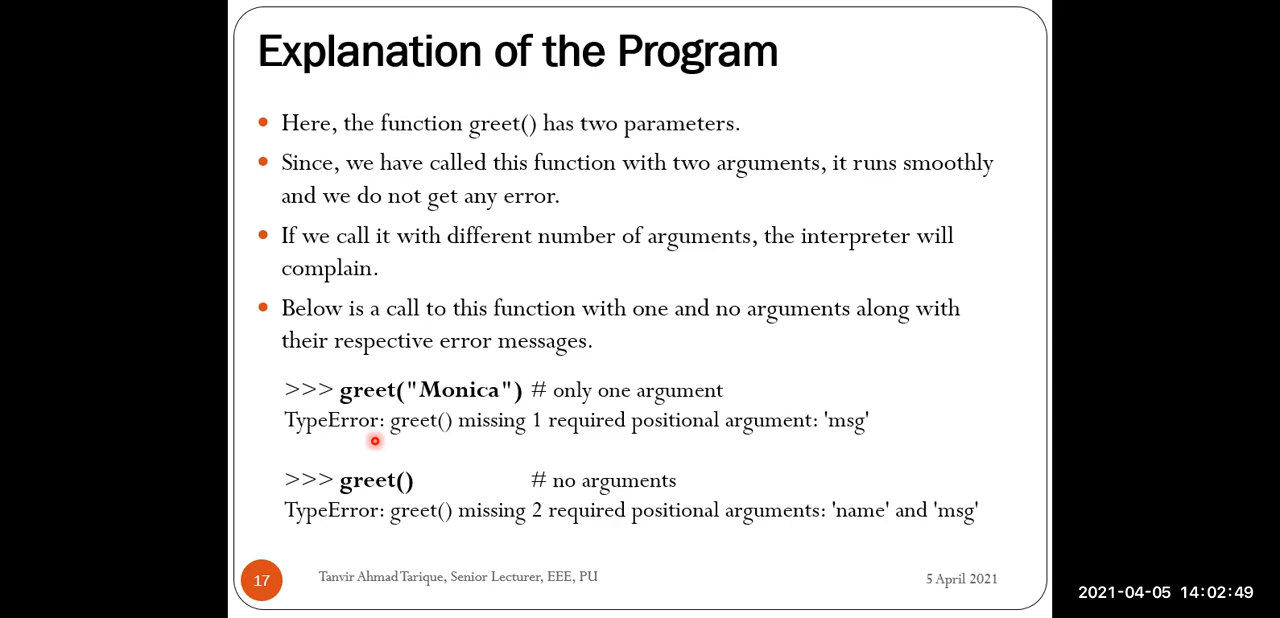 Explanation of the Program
Here, the function greet() has two parameters.
Since, we have called this function with two arguments, it runs smoothly
and we do not get any error.
If we call it with different number of arguments, the interpreter will
complain.
Below is a call to this function with one and no arguments along with
their respective error messages.
>>> greet("Monica") # only one argument
TypeError: greet() missing 1 required positional argument: 'msg'
>>> greet() # no arguments
TypeError: greet() missing 2 required positional arguments: 'name' and 'msg'
17 Tanvir Ahmad Tarique, Senior Lecturer, EEE, PU 5 April 2021
2021-04-05 14:02:49